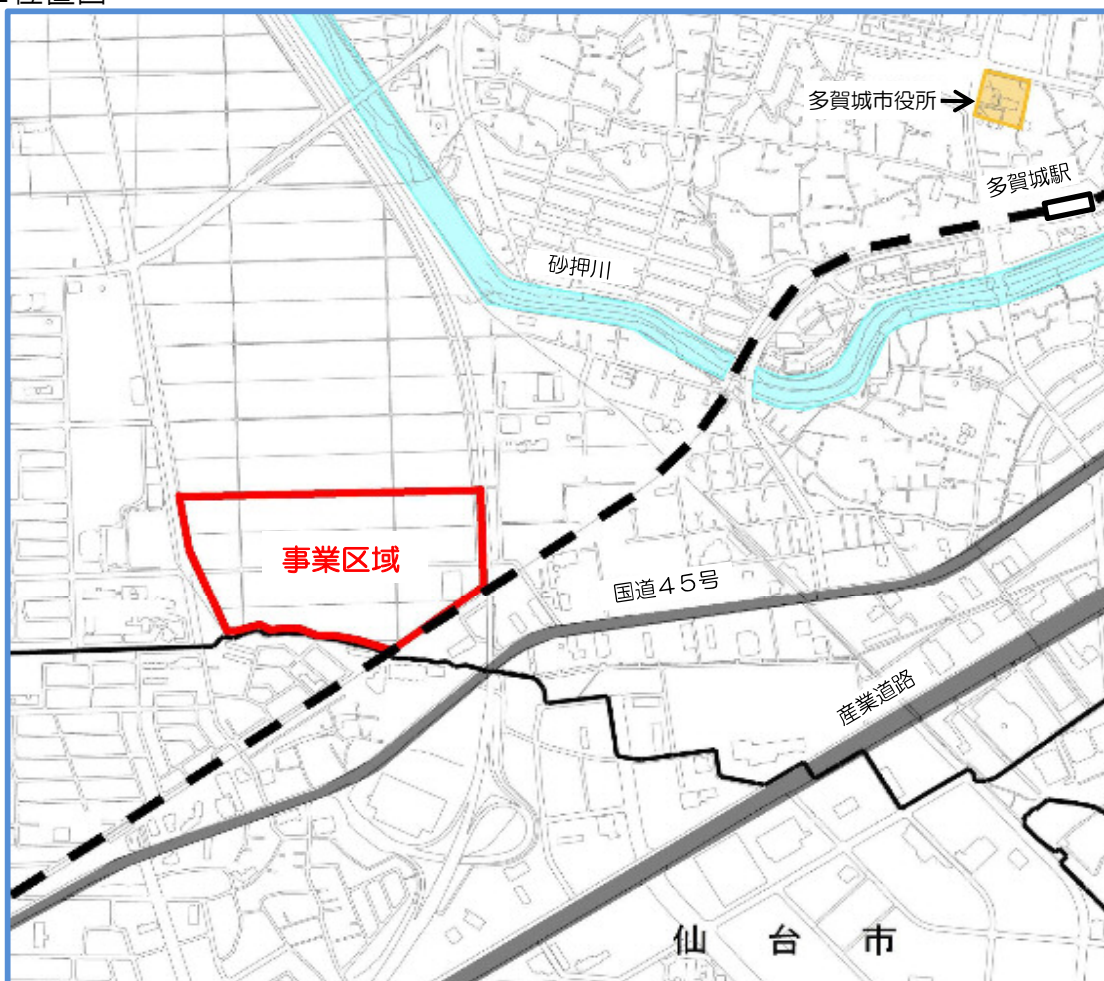 多賀城市役所
多賀城駅
砂押川
事業区域
国道４５号
産業道路
仙台市